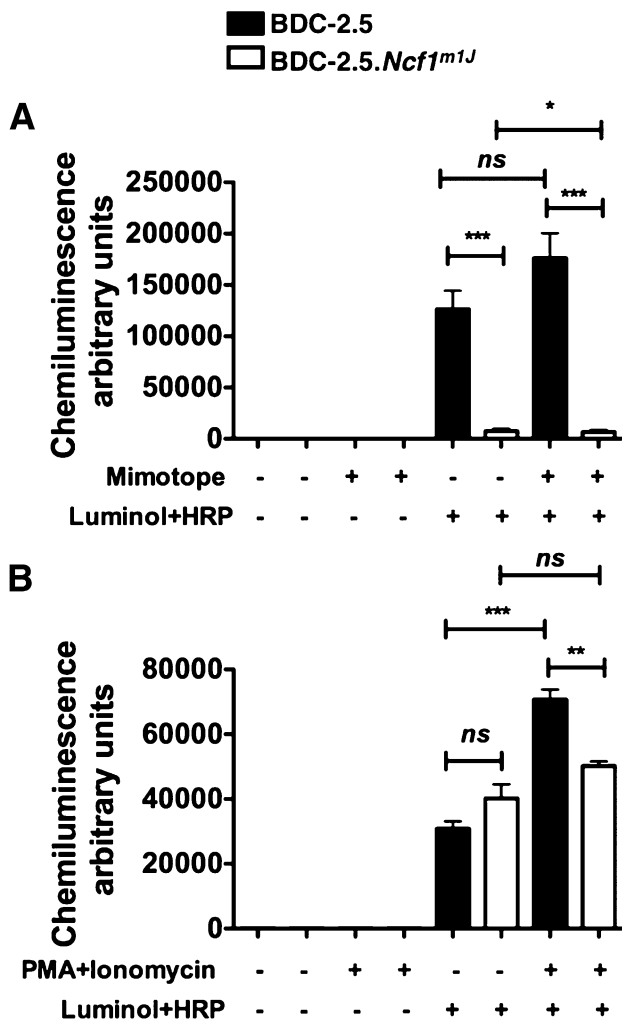 BDC-2.5
BDC-2.5.Ncf1m1J
A
*
ns
***
***
Chemiluminescence
arbitrary units
250000
200000
150000
100000
50000
0
Mimotope - - + + - - + +
Luminol+HRP - - - - + + + +
B
ns
***
**
ns
Chemiluminescence
arbitrary units
80000
60000
40000
20000
0
PMA+Ionomycin - - + + - - + +
Luminol+HRP - - - - + + + +